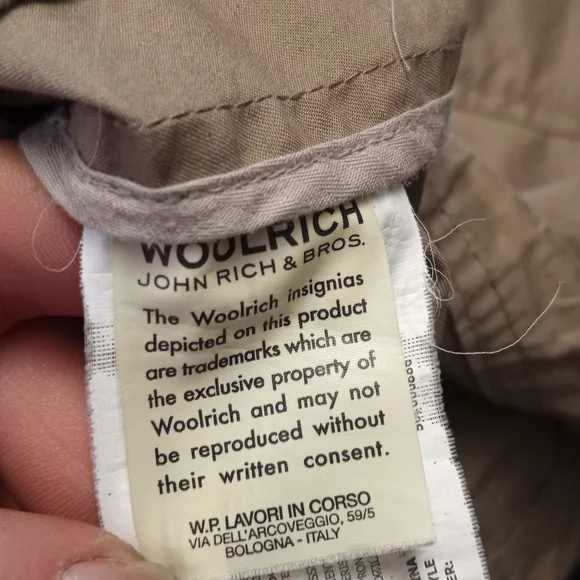 WOOLRICH
JOHN RICH & BROS.
The Woolrich insignias
depicted on this product
are trademarks which are
the exclusive property of
Woolrich and may not
be reproduced without
their written consent.
W.P. LAVORI IN CORSO
VIA DELL'ARCOVEGGIO, 59/5
BOLOGNA - ITALY